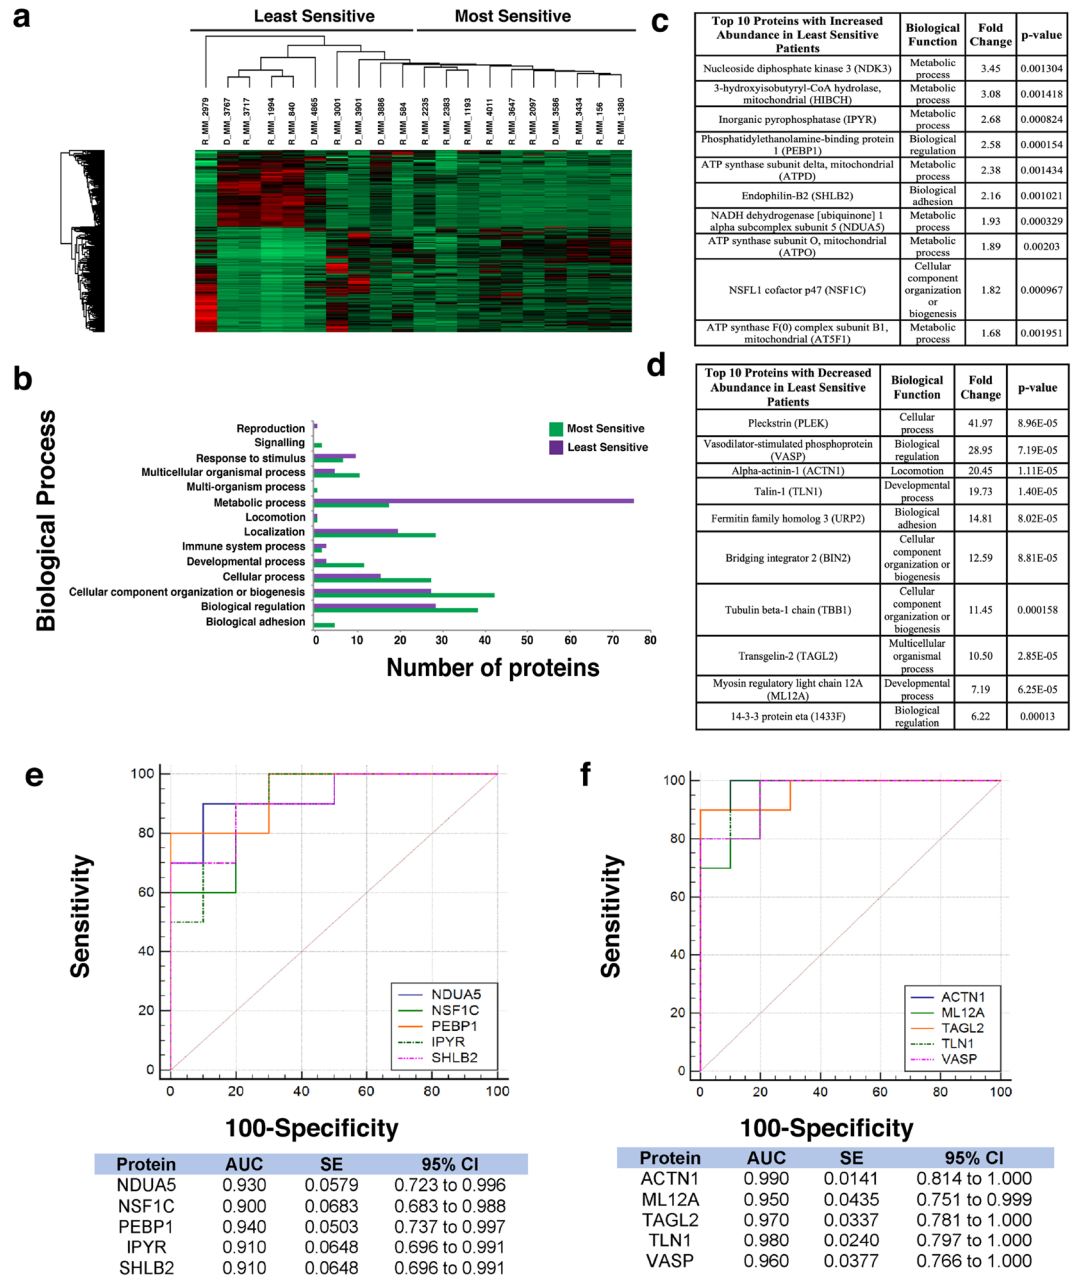 a
Least Sensitive
Most Sensitive
R_MM_2979
D_MM_3767
D_MM_3717
R_MM_1994
R_MM_840
D_MM_4865
R_MM_3001
D_MM_3901
D_MM_3886
R_MM_584
R_MM_2235
R_MM_2383
R_MM_1193
R_MM_4011
R_MM_3647
R_MM_2097
D_MM_3586
R_MM_3434
R_MM_156
R_MM_1380
b
Biological Process
Reproduction
Signalling
Response to stimulus
Multicellular organismal process
Multi-organism process
Metabolic process
Locomotion
Localization
Immune system process
Developmental process
Cellular process
Cellular component organization or biogenesis
Biological regulation
Biological adhesion
0 10 20 30 40 50 60 70 80
Number of proteins
Most Sensitive
Least Sensitive
c
Top 10 Proteins with Increased
Abundance in Least Sensitive
Patients
Biological
Function
Fold
Change
p-value
Nucleoside diphosphate kinase 3 (NDK3)
Metabolic
process
3.45
0.001304
3-hydroxyisobutyryl-CoA hydrolase,
mitochondrial (HIBCH)
Metabolic
process
3.08
0.001418
Inorganic pyrophosphatase (IPYR)
Metabolic
process
2.68
0.000824
Phosphatidylethanolamine-binding protein
1 (PEBP1)
Biological
regulation
2.58
0.000154
ATP synthase subunit delta, mitochondrial
(ATPD)
Metabolic
process
2.38
0.001434
Endophilin-B2 (SHLB2)
Biological
adhesion
2.16
0.001021
NADH dehydrogenase [ubiquinone] 1
alpha subcomplex subunit 5 (NDUA5)
Metabolic
process
1.93
0.000329
ATP synthase subunit O, mitochondrial
(ATPO)
Metabolic
process
1.89
0.00203
NSFL1 cofactor p47 (NSF1C)
Cellular
component
organization
or
biogenesis
1.82
0.000967
ATP synthase F(0) complex subunit B1,
mitochondrial (AT5F1)
Metabolic
process
1.68
0.001951
d
Top 10 Proteins with Decreased
Abundance in Least Sensitive
Patients
Biological
Function
Fold
Change
p-value
Pleckstrin (PLEK)
Cellular
process
41.97
8.96E-05
Vasodilator-stimulated phosphoprotein
(VASP)
Biological
regulation
28.95
7.19E-05
Alpha-actinin-1 (ACTN1)
Locomotion
20.45
1.11E-05
Talin-1 (TLN1)
Developmental
process
19.73
1.40E-05
Fermitin family homolog 3 (URP2)
Biological
adhesion
14.81
8.02E-05
Bridging integrator 2 (BIN2)
Cellular
component
organization or
biogenesis
12.59
8.81E-05
Tubulin beta-1 chain (TBB1)
Cellular
component
organization or
biogenesis
11.45
0.000158
Transgelin-2 (TAGL2)
Multicellular
organismal
process
10.50
2.85E-05
Myosin regulatory light chain 12A
(ML12A)
Developmental
process
7.19
6.25E-05
14-3-3 protein eta (1433F)
Biological
regulation
6.22
0.00013
e
Sensitivity
100
80
60
40
20
0
0 20 40 60 80 100
NDUA5
NSF1C
PEBP1
IPYR
SHLB2
100-Specificity
Protein AUC SE 95% CI
NDUA5 0.930 0.0579 0.723 to 0.996
NSF1C 0.900 0.0683 0.683 to 0.988
PEBP1 0.940 0.0503 0.737 to 0.997
IPYR 0.910 0.0648 0.696 to 0.991
SHLB2 0.910 0.0648 0.696 to 0.991
f
Sensitivity
100
80
60
40
20
0
0 20 40 60 80 100
ACTN1
ML12A
TAGL2
TLN1
VASP
100-Specificity
Protein AUC SE 95% CI
ACTN1 0.990 0.0141 0.814 to 1.000
ML12A 0.950 0.0435 0.751 to 0.999
TAGL2 0.970 0.0337 0.781 to 1.000
TLN1 0.980 0.0240 0.797 to 1.000
VASP 0.960 0.0377 0.766 to 1.000